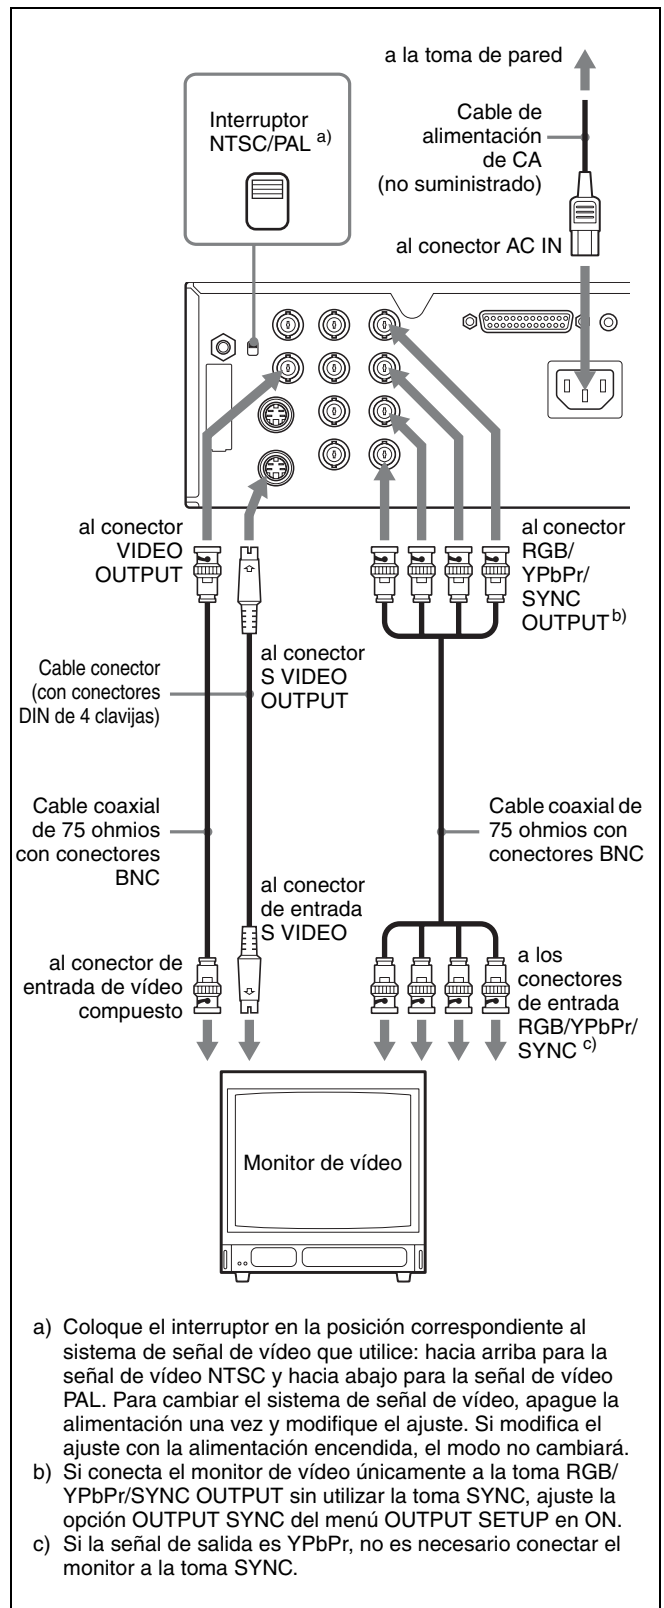 a la toma de pared
Interruptor
NTSC/PAL a)
Cable de
alimentación
de CA
(no suministrado)
al conector AC IN
al conector
VIDEO
OUTPUT
al conector
RGB/
YPbPr/
SYNC
OUTPUT b)
al conector
S VIDEO
OUTPUT
Cable conector
(con conectores
DIN de 4 clavijas)
Cable coaxial
de 75 ohmios
con conectores
BNC
Cable coaxial de
75 ohmios con
conectores BNC
al conector
de entrada
S VIDEO
al conector de
entrada de vídeo
compuesto
a los
conectores
de entrada
RGB/YPbPr/
SYNC c)
Monitor de vídeo
a) Coloque el interruptor en la posición correspondiente al
sistema de señal de vídeo que utilice: hacia arriba para la
señal de vídeo NTSC y hacia abajo para la señal de vídeo
PAL. Para cambiar el sistema de señal de vídeo, apague la
alimentación una vez y modifique el ajuste. Si modifica el
ajuste con la alimentación encendida, el modo no cambiará.
b) Si conecta el monitor de vídeo únicamente a la toma RGB/
YPbPr/SYNC OUTPUT sin utilizar la toma SYNC, ajuste la
opción OUTPUT SYNC del menú OUTPUT SETUP en ON.
c) Si la señal de salida es YPbPr, no es necesario conectar el
monitor a la toma SYNC.